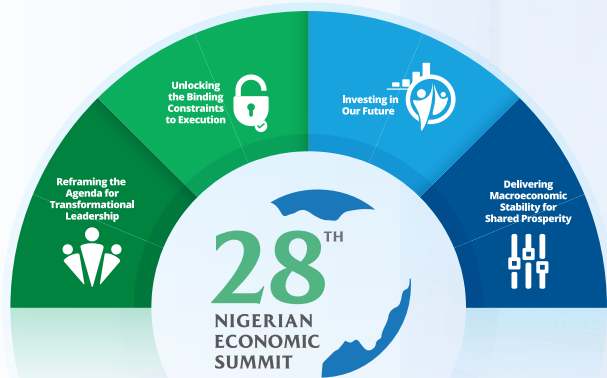 Unlocking
the Binding
Constraints
to Execution
Investing in
Our Future
Reframing the
Agenda for
Transformational
Leadership
Delivering
Macroeconomic
Stability for
Shared Prosperity
28TH
NIGERIAN
ECONOMIC
SUMMIT